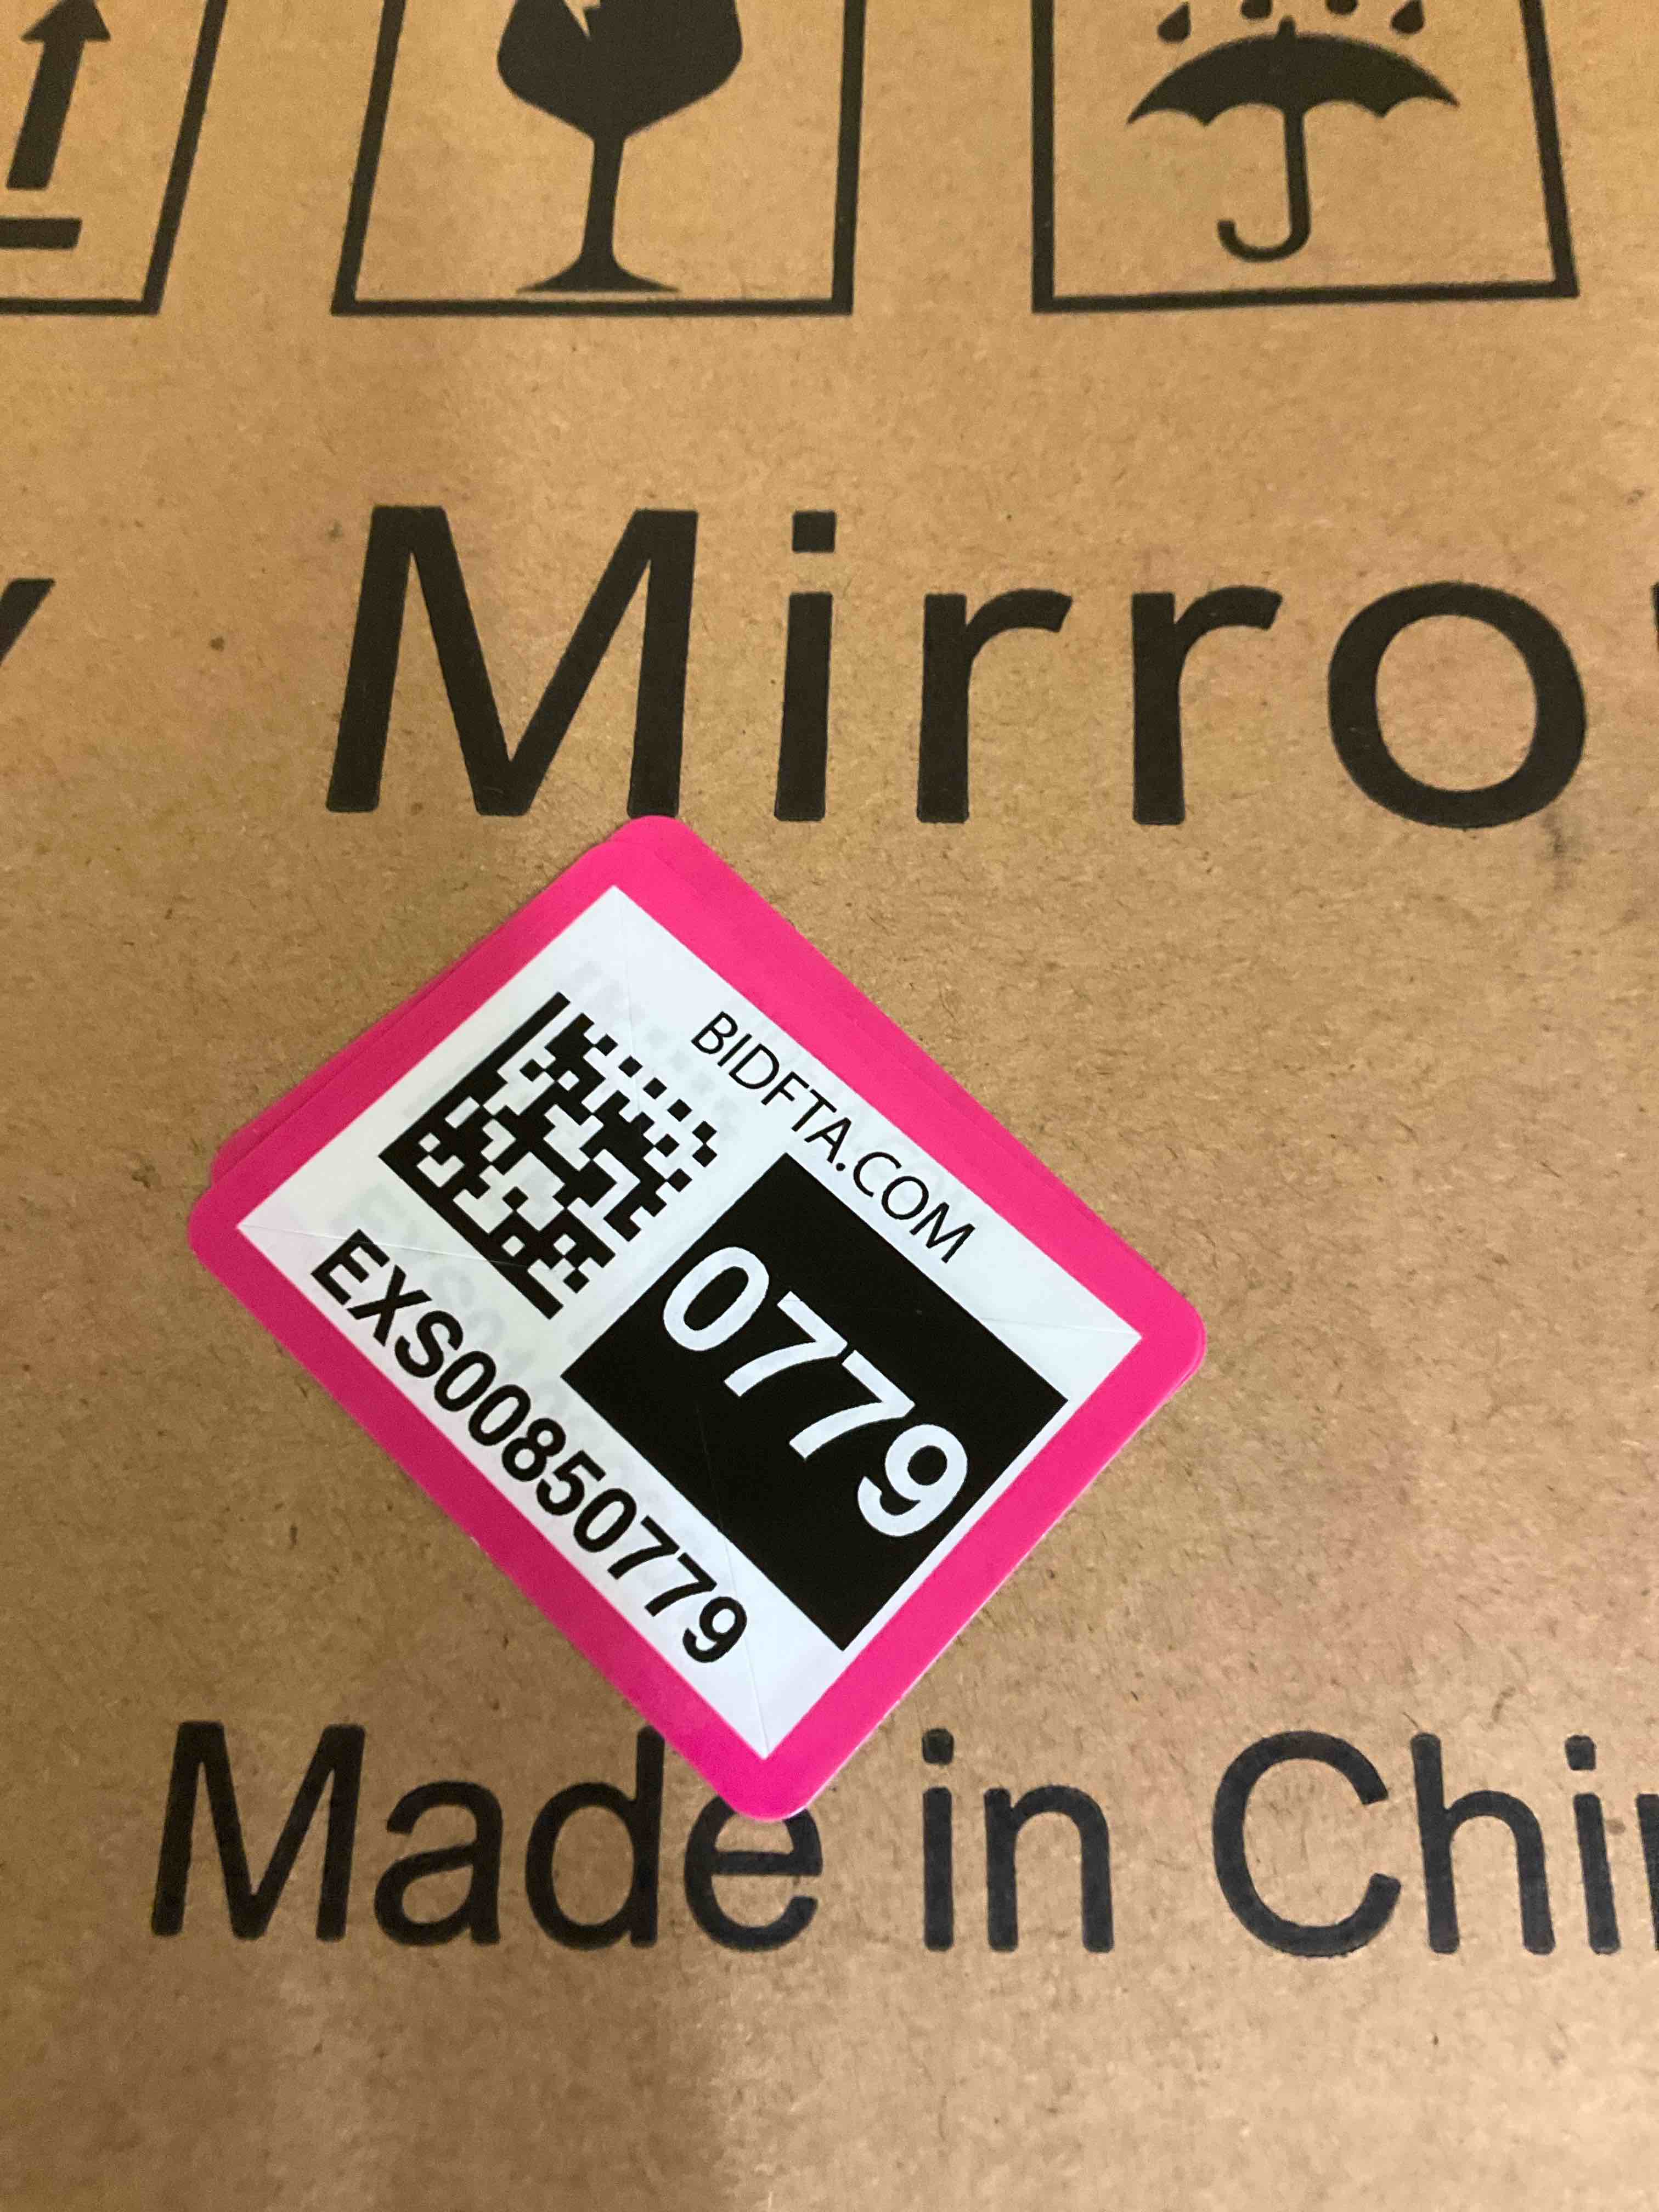 Mirro
BIDFTA.COM
0779
EXS00850779
Made in Chi